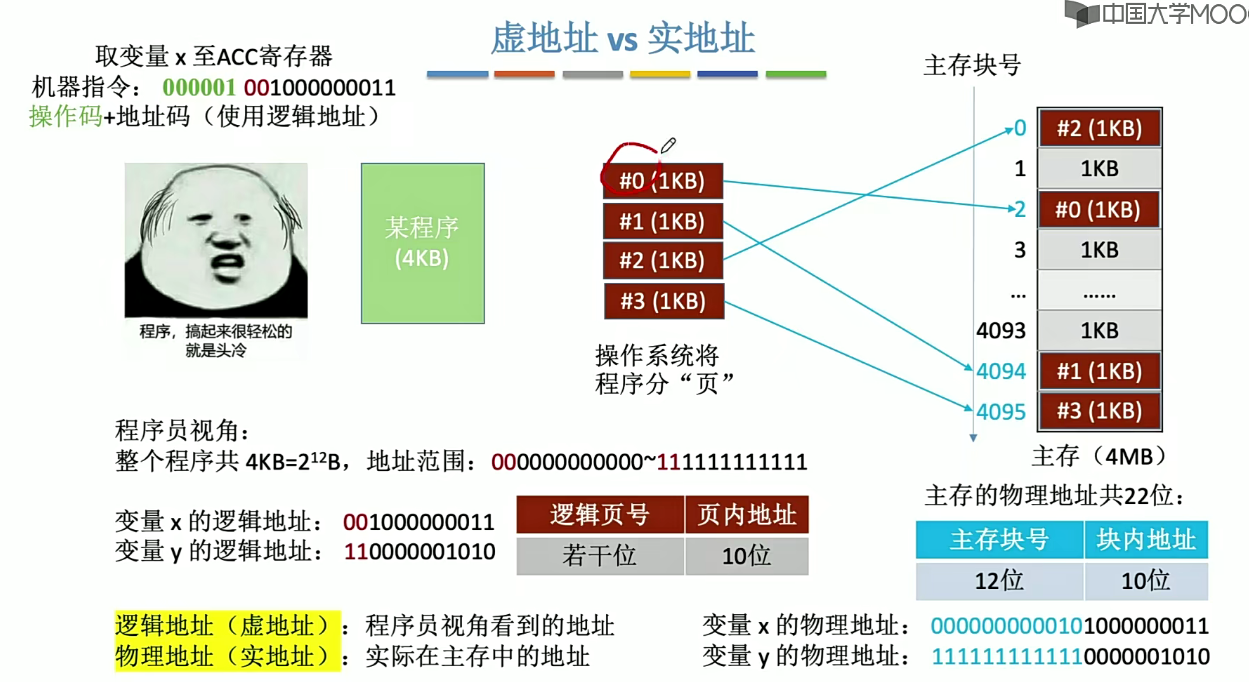 中国大学MOO
虚地址 vs 实地址
取变量 x 至ACC寄存器
机器指令： 000001 001000000011
操作码+地址码（使用逻辑地址）
程序，搞起来很轻松的
就是头冷
某程序
(4KB)
#0 (1KB)
#1 (1KB)
#2 (1KB)
#3 (1KB)
操作系统将
程序分“页”
主存块号
0 #2 (1KB)
1 1KB
2 #0 (1KB)
3 1KB
... ......
4093 1KB
4094 #1 (1KB)
4095 #3 (1KB)
主存（4MB）
程序员视角：
整个程序共 4KB=2¹²B，地址范围：000000000000~111111111111
变量 x 的逻辑地址： 001000000011
变量 y 的逻辑地址： 110000001010
逻辑页号 页内地址
若干位 10位
主存的物理地址共22位：
主存块号 块内地址
12位 10位
逻辑地址（虚地址）：程序员视角看到的地址
物理地址（实地址）：实际在主存中的地址
变量 x 的物理地址： 0000000000101000000011
变量 y 的物理地址： 1111111111110000001010